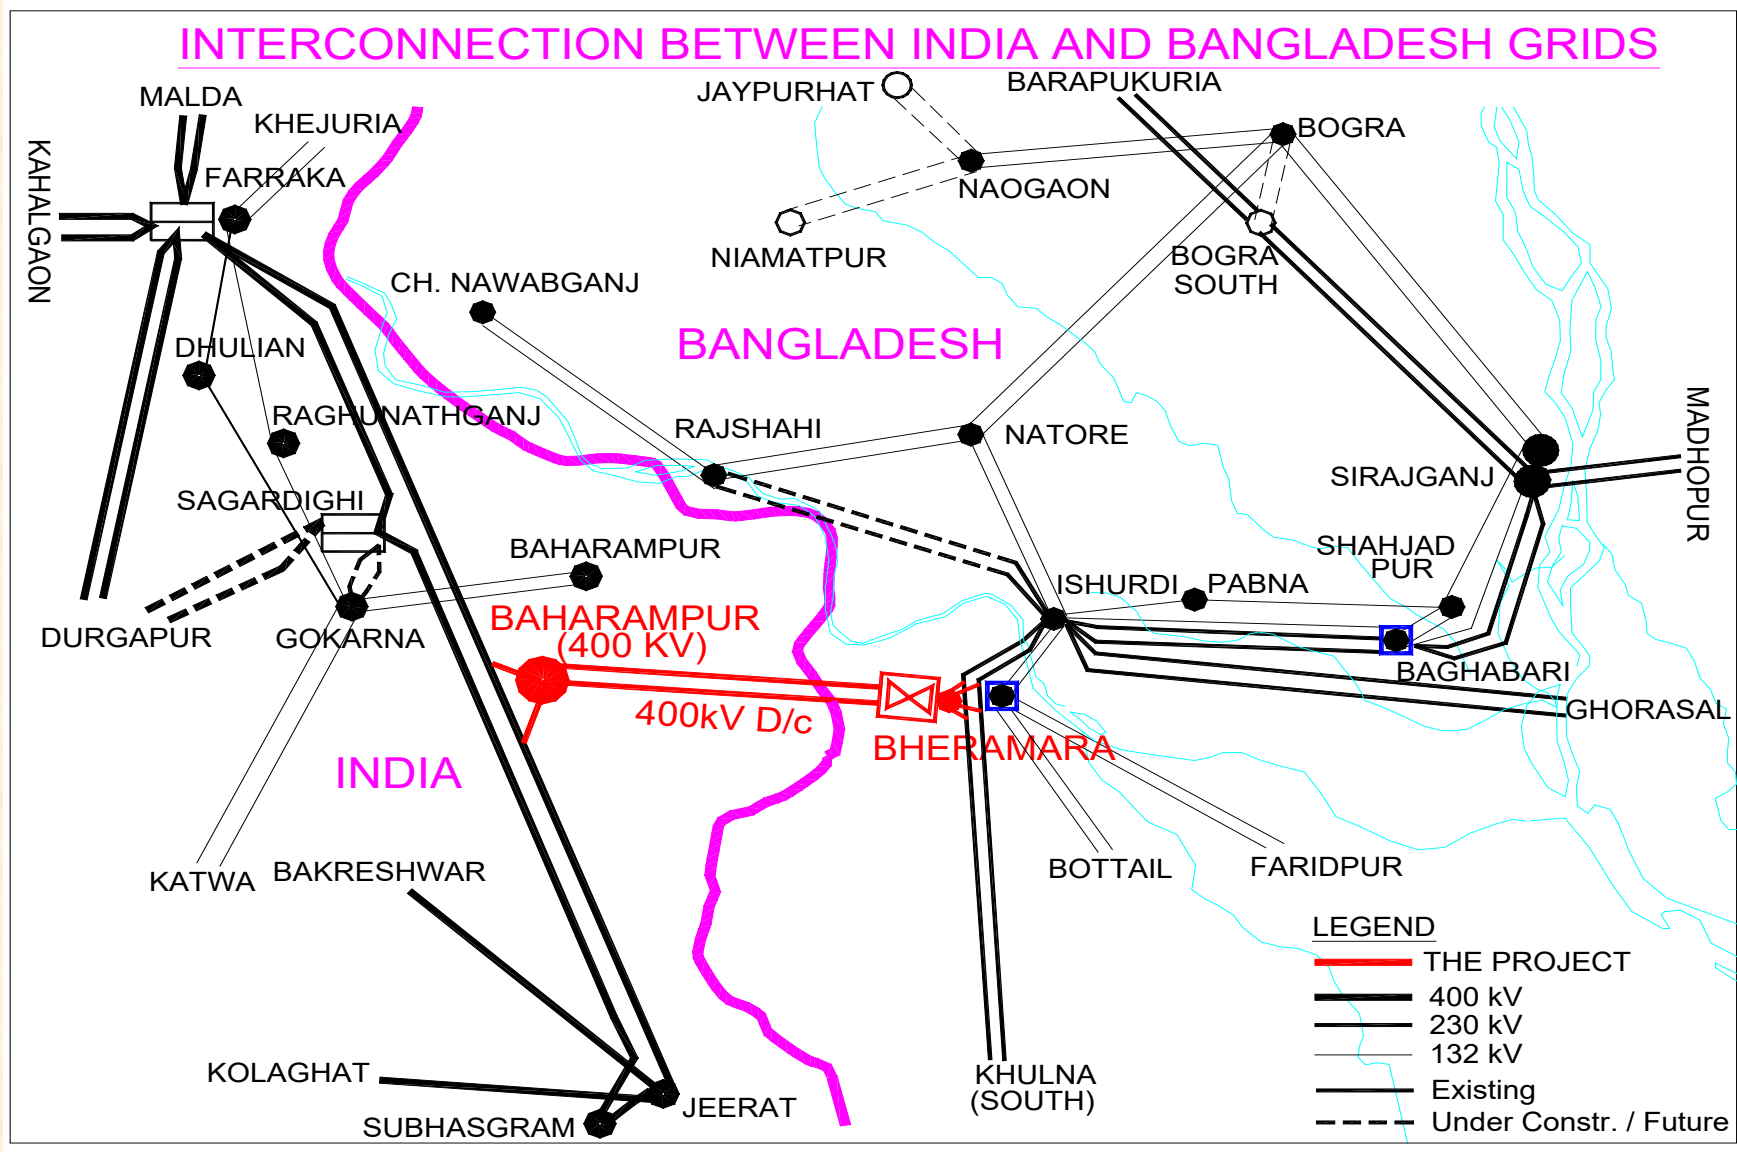 INTERCONNECTION BETWEEN INDIA AND BANGLADESH GRIDS
MALDA
KHEJURIA
JAYPURHAT
BARAPUKURIA
BOGRA
KAHALGAON
FARRAKA
NAOGAON
NIAMATPUR
BOGRA
SOUTH
CH. NAWABGANJ
BANGLADESH
DHULIAN
RAGHUNATHGANJ
RAJSHAHI
NATORE
MADHOPUR
SIRAJGANJ
SAGARDIGHI
BAHARAMPUR
SHAHJAD
PUR
ISHURDI
PABNA
DURGAPUR
GOKARNA
BAHARAMPUR
(400 KV)
BAGHABARI
400kV D/c
GHORASAL
BHERAMARA
INDIA
KATWA
BAKRESHWAR
BOTTAIL
FARIDPUR
LEGEND
THE PROJECT
400 kV
230 kV
132 kV
Existing
Under Constr. / Future
KOLAGHAT
KHULNA
(SOUTH)
JEERAT
SUBHASGRAM